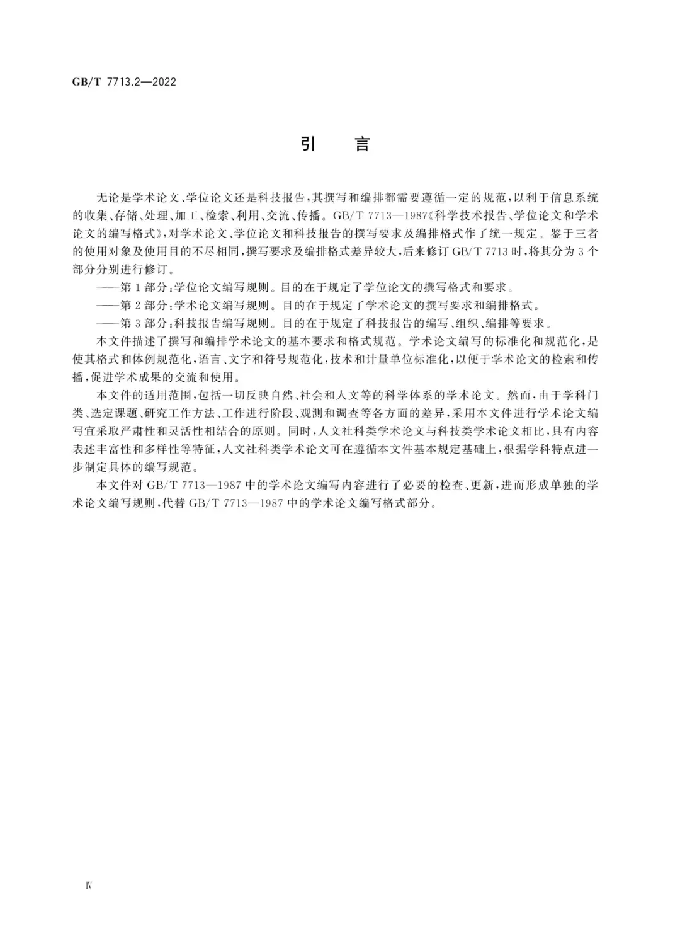 GB/T 7713.2—2022
引 言
无论是学术论文、学位论文还是科技报告,其撰写和编排都需要遵循一定的规范,以利于信息系统
的收集、存储、处理、加工、检索、利用、交流、传播。GB/T 7713—1987《科学技术报告、学位论文和学术
论文的编写格式》,对学术论文、学位论文和科技报告的撰写要求及编排格式作了统一规定。鉴于三者
的使用对象及使用目的不尽相同,撰写要求及编排格式差异较大,后来修订 GB/T 7713 时,将其分为 3 个
部分分别进行修订。
——第 1 部分:学位论文编写规则。目的在于规定了学位论文的撰写格式和要求。
——第 2 部分:学术论文编写规则。目的在于规定了学术论文的撰写要求和编排格式。
——第 3 部分:科技报告编写规则。目的在于规定了科技报告的编写、组织、编排等要求。
本文件描述了撰写和编排学术论文的基本要求和格式规范。学术论文编写的标准化和规范化,是
使其格式和体例规范化,语言、文字和符号规范化,技术和计量单位标准化,以便于学术论文的检索和传
播,促进学术成果的交流和使用。
本文件的适用范围,包括一切反映自然、社会和人文等的科学体系的学术论文。然而,由于学科门
类、选定课题、研究工作方法、工作进行阶段、观测和调查等各方面的差异,采用本文件进行学术论文编
写宜采取严肃性和灵活性相结合的原则。同时,人文社科类学术论文与科技类学术论文相比,具有内容
表述丰富性和多样性等特征,人文社科类学术论文可在遵循本文件基本规定基础上,根据学科特点进一
步制定具体的编写规范。
本文件对 GB/T 7713—1987 中的学术论文编写内容进行了必要的检查、更新,进而形成单独的学
术论文编写规则,代替 GB/T 7713—1987 中的学术论文编写格式部分。
Ⅳ